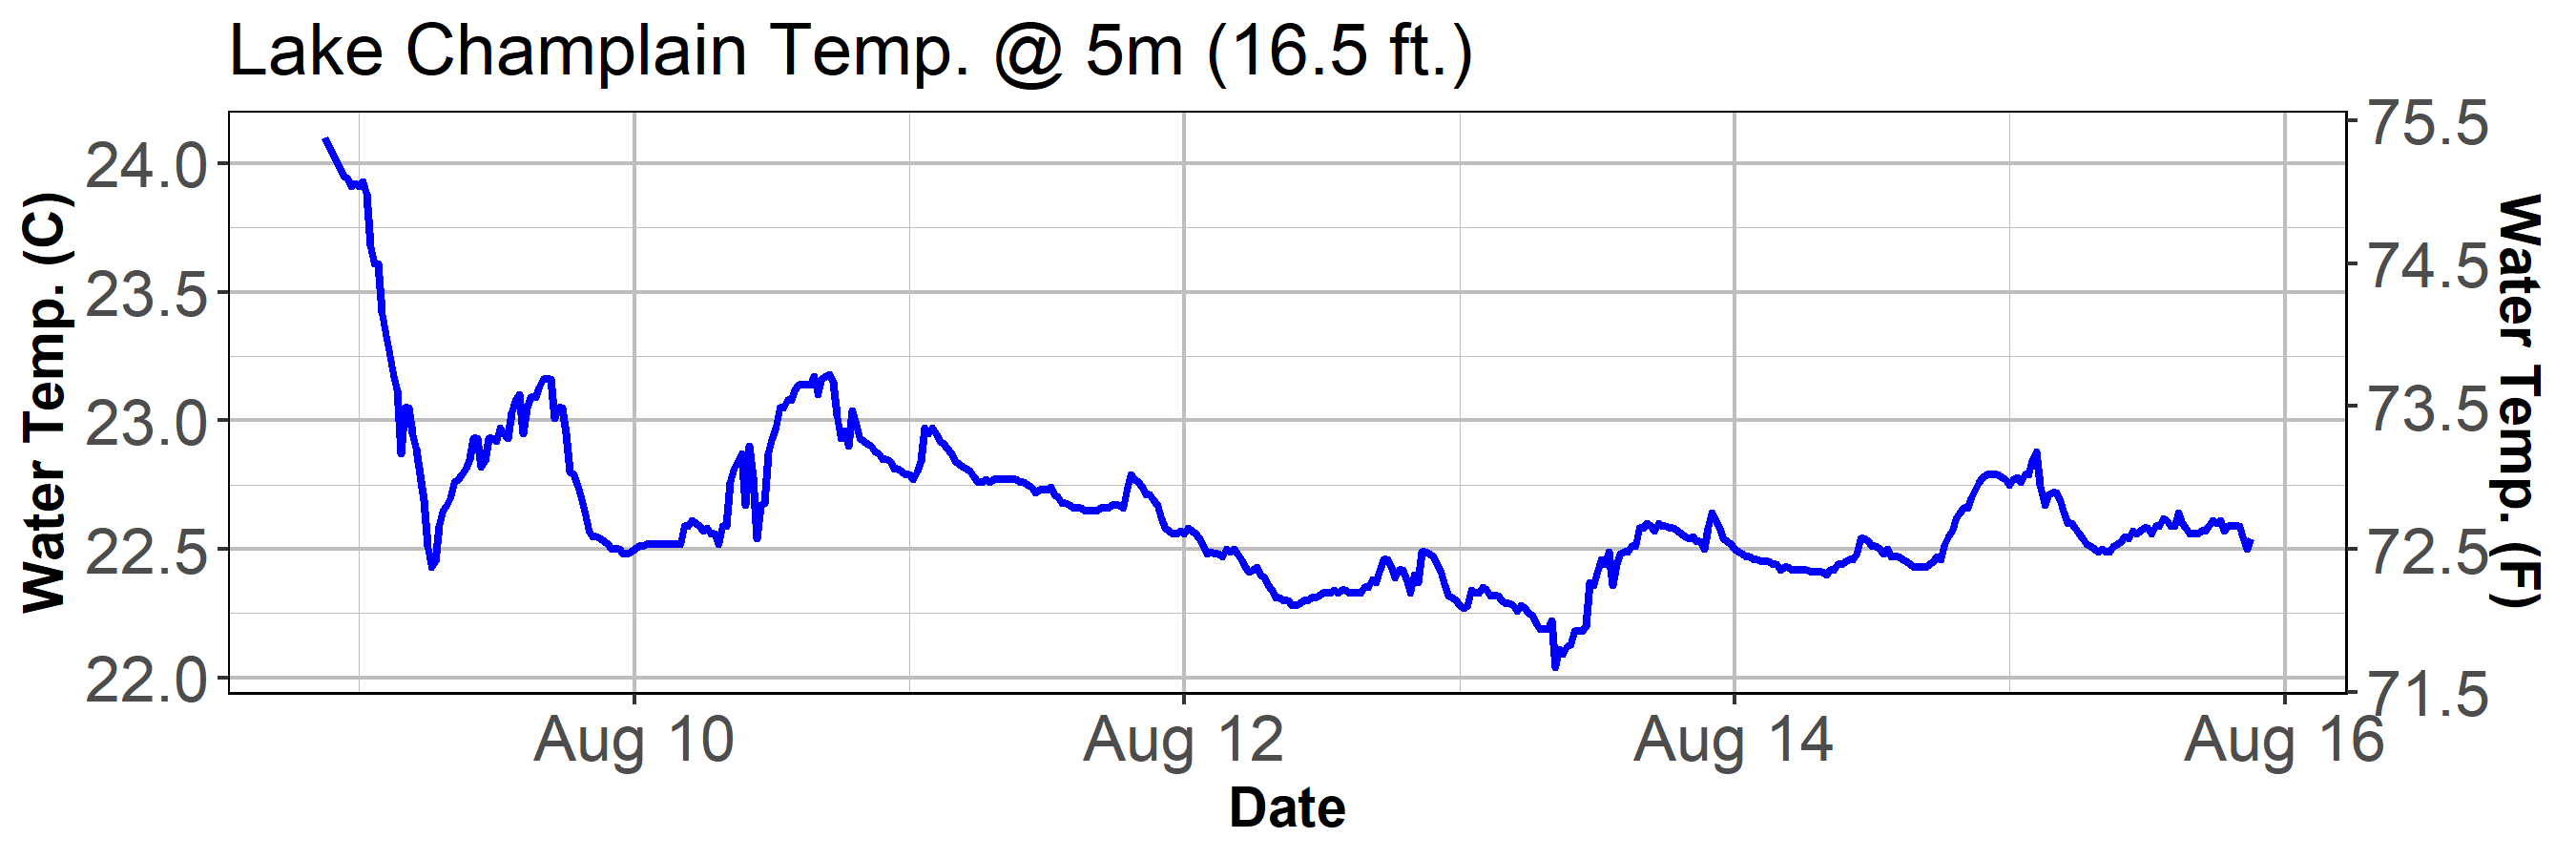 Lake Champlain Temp. @ 5m (16.5 ft.)
Water Temp. (C)
24.0
23.5
23.0
22.5
22.0
75.5
74.5
73.5
72.5
71.5
Water Temp. (F)
Aug 10 Aug 12 Aug 14 Aug 16
Date